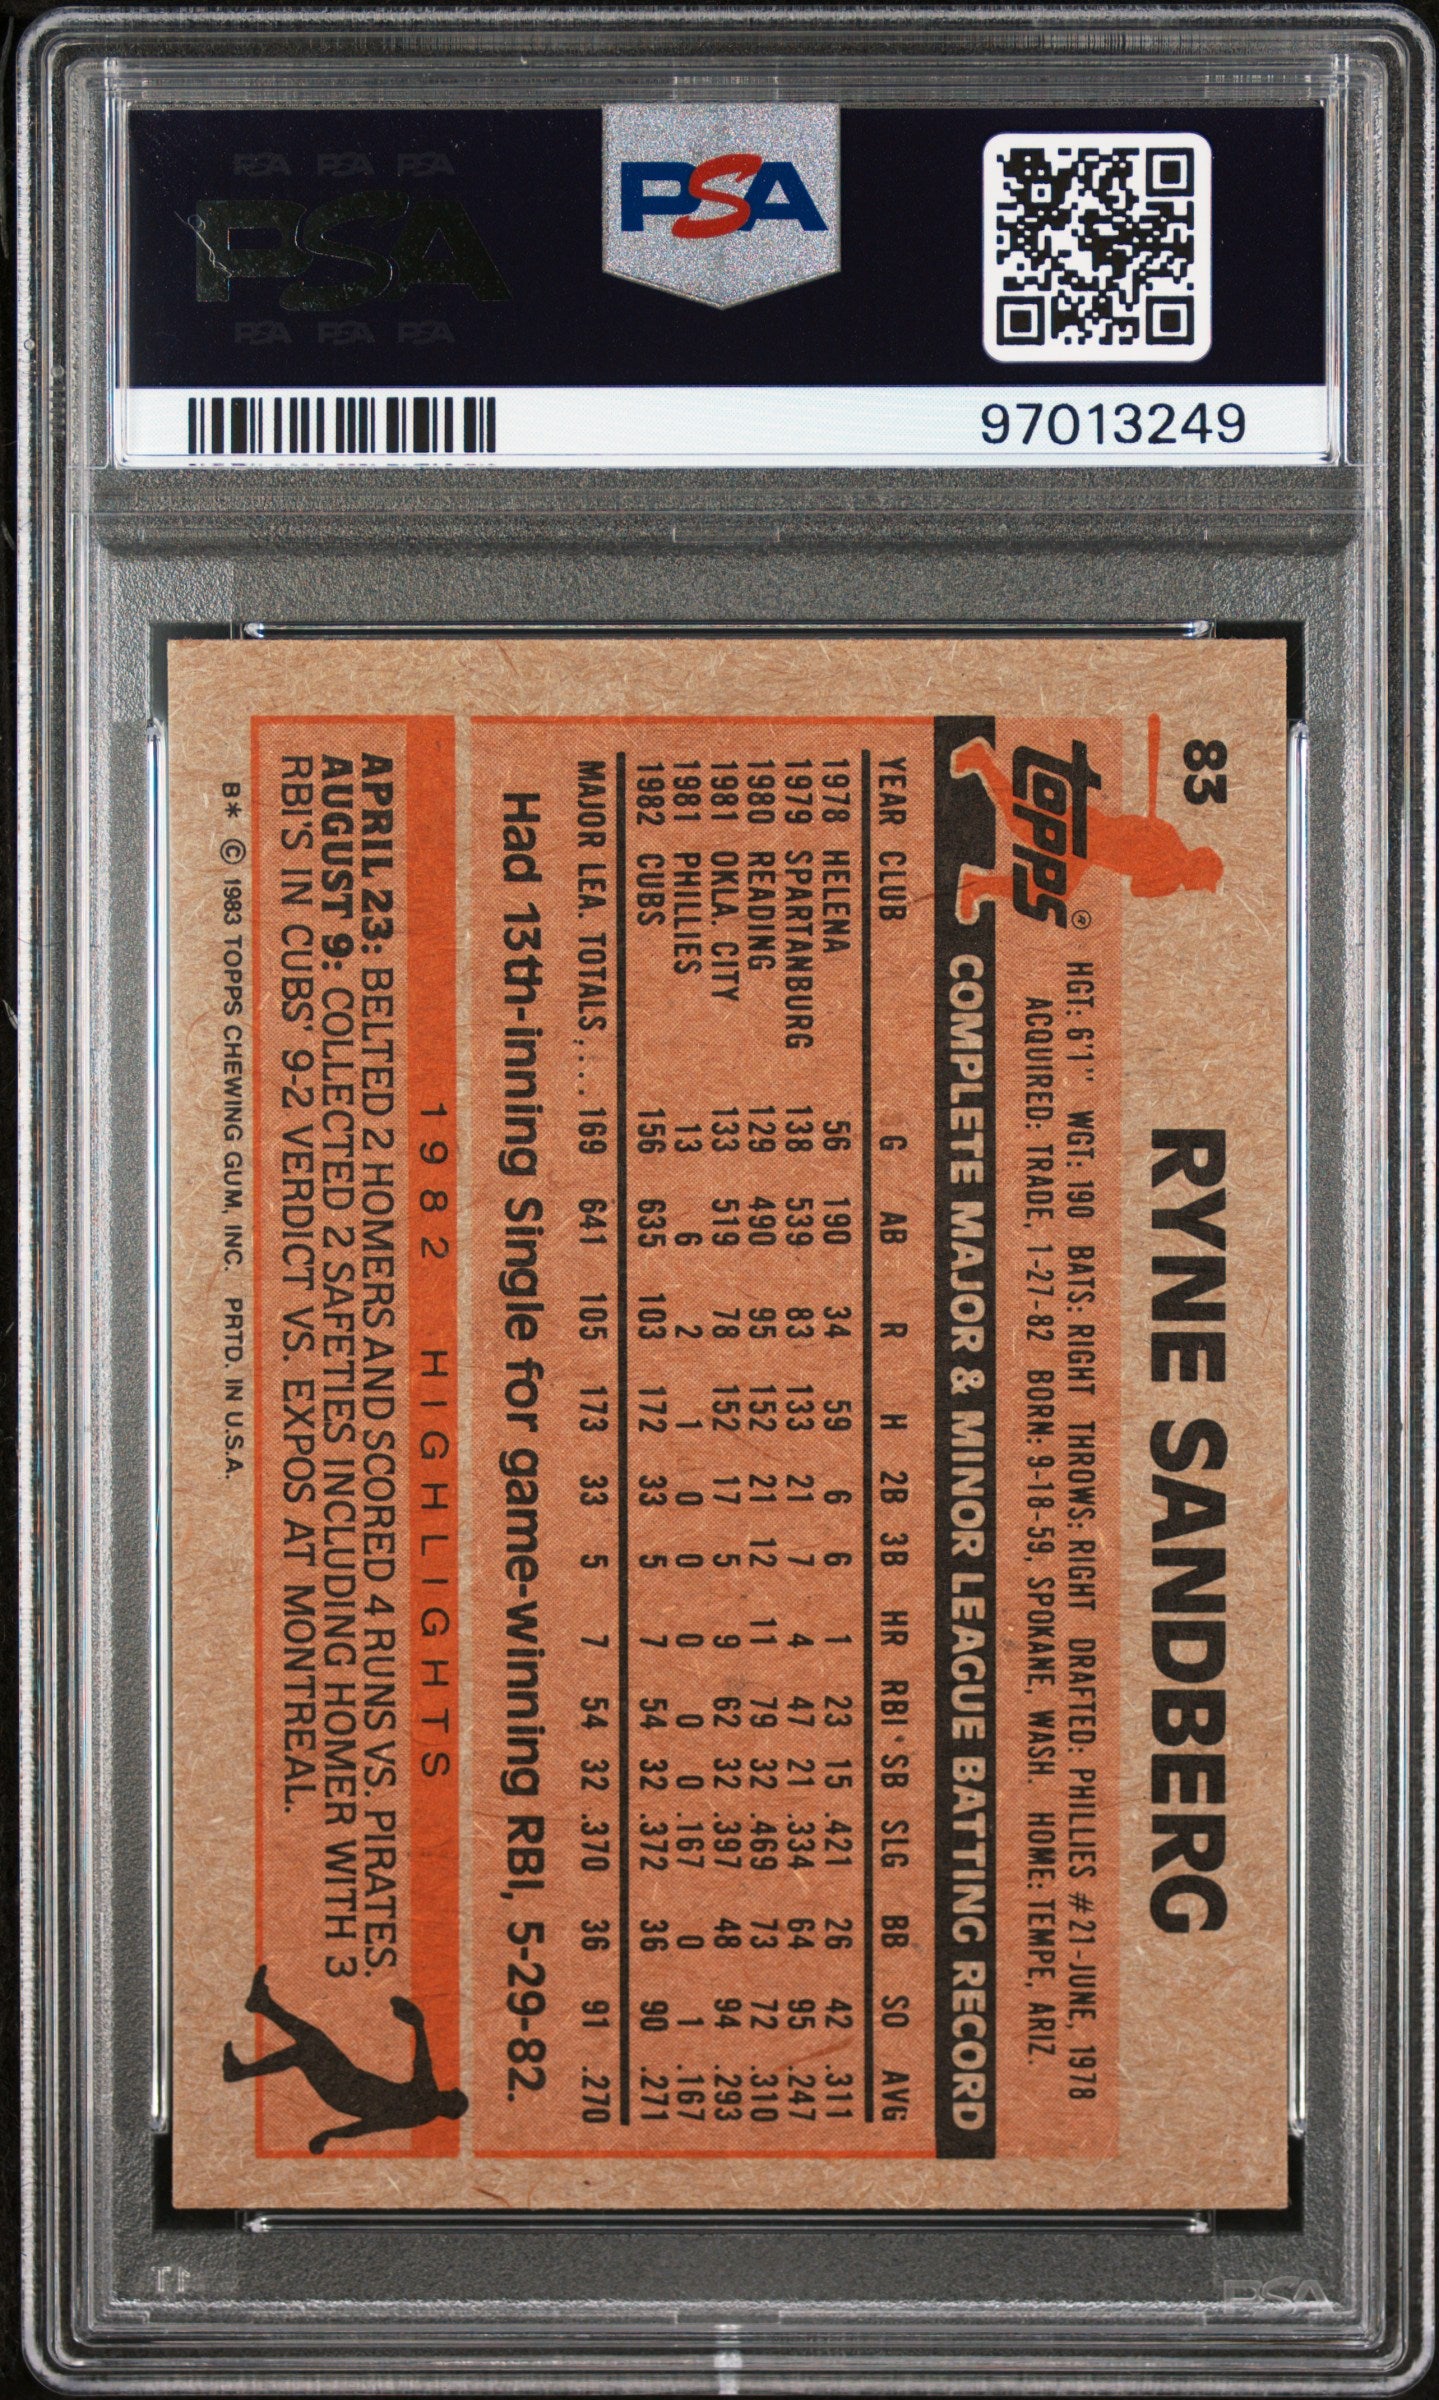 PSA PSA PSA
PSA
PSA PSA PSA
PSA
97013249
83
RYNE SANDBERG
Topps®
HGT: 6'1" WGT: 190 BATS: RIGHT THROWS: RIGHT DRAFTED: PHILLIES #21-JUNE, 1978
ACQUIRED: TRADE, 1-27-82 BORN: 9-18-59, SPOKANE, WASH. HOME: TEMPE, ARIZ.
COMPLETE MAJOR & MINOR LEAGUE BATTING RECORD
YEAR CLUB G AB R H 2B 3B HR RBI SB SLG BB SO AVG
1978 HELENA 56 190 34 59 6 6 1 23 15 .421 26 42 .311
1979 SPARTANBURG 138 539 83 133 21 7 4 47 21 .334 64 95 .247
1980 READING 129 490 95 152 21 12 11 79 32 .469 73 72 .310
1981 OKLA. CITY 133 519 78 152 17 5 9 62 32 .397 48 94 .293
1981 PHILLIES 13 6 2 1 0 0 0 0 0 .167 0 1 .167
1982 CUBS 156 635 103 172 33 5 7 54 32 .372 36 90 .271
MAJOR LEA. TOTALS.... 169 641 105 173 33 5 7 54 32 .370 36 91 .270
Had 13th-inning Single for game-winning RBI, 5-29-82.
1982 HIGHLIGHTS
APRIL 23: BELTED 2 HOMERS AND SCORED 4 RUNS VS. PIRATES.
AUGUST 9: COLLECTED 2 SAFETIES INCLUDING HOMER WITH 3
RBI'S IN CUBS' 9-2 VERDICT VS. EXPOS AT MONTREAL.
B* © 1983 TOPPS CHEWING GUM, INC. PRTD. IN U.S.A.
PSA